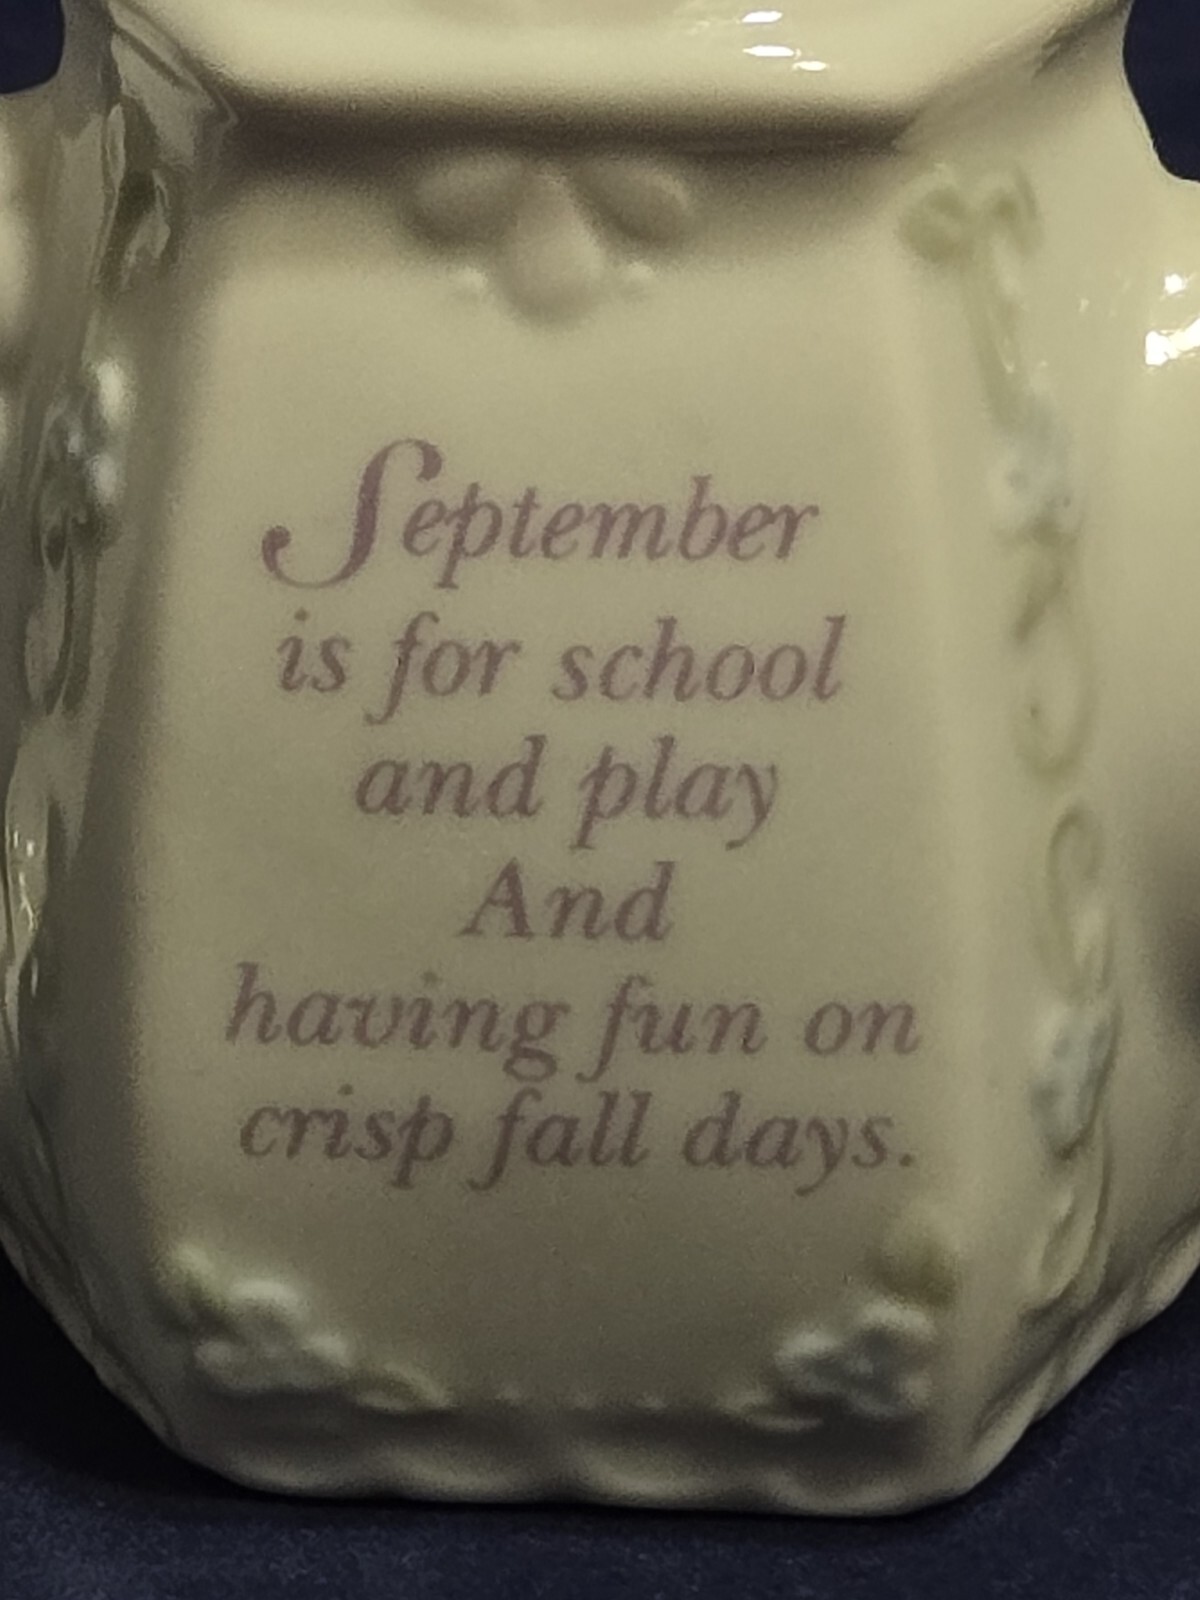 September
is for school
and play
And
having fun on
crisp fall days.